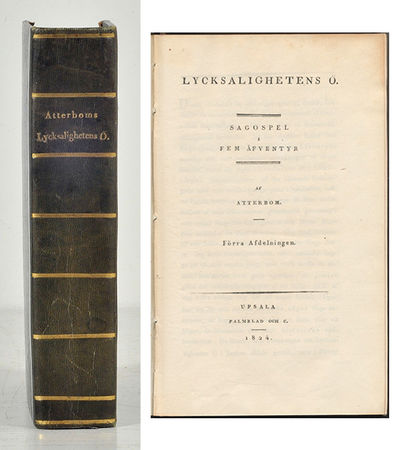 Atterboms
Lycksalighetens Ö.
LYCKSALIGHETENS Ö.
SAGOSPEL
I
FEM ÄFVENTYR
AF
ATTERBOM.
Förra Afdelningen.
UPSALA
PALMBLAD OCH C.
1824.